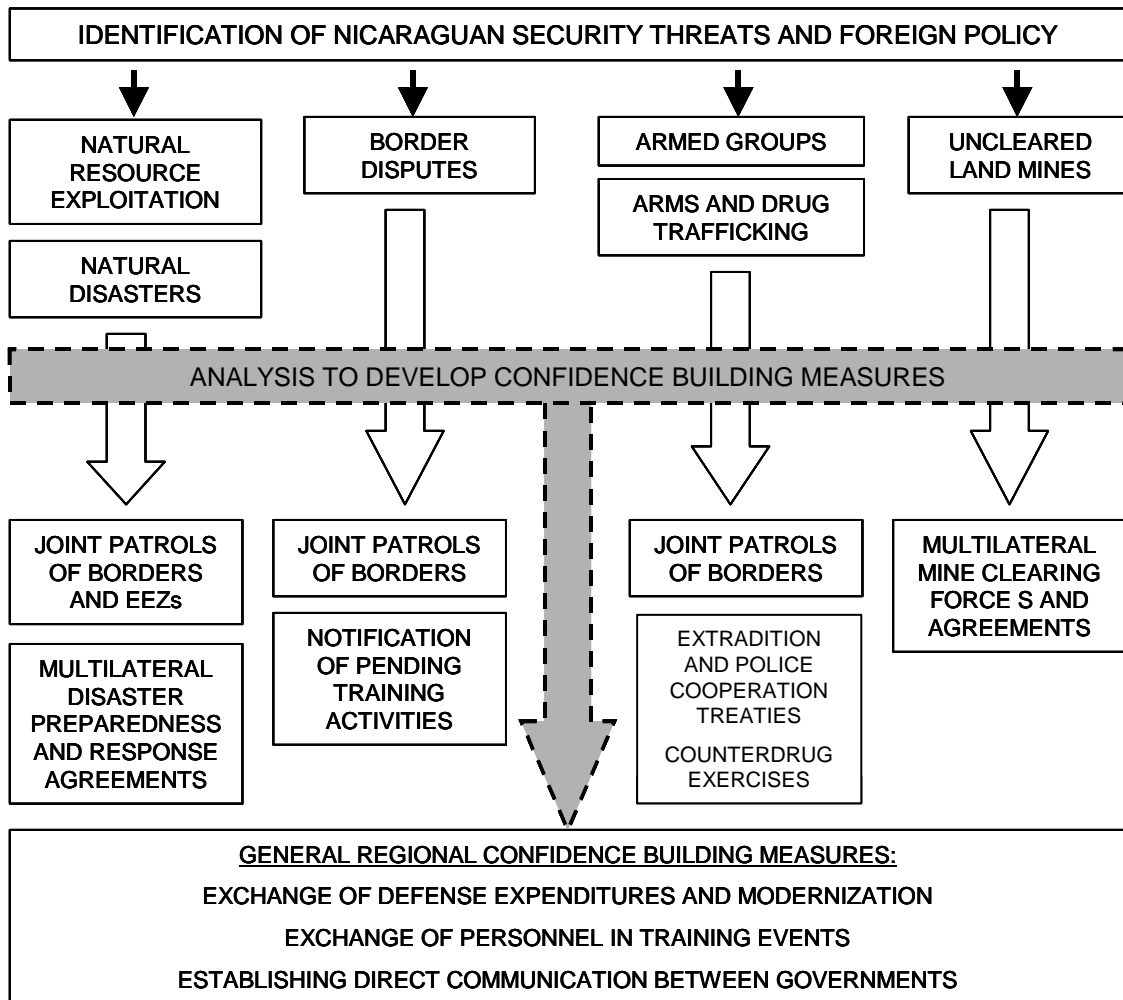 IDENTIFICATION OF NICARAGUAN SECURITY THREATS AND FOREIGN POLICY
NATURAL
RESOURCE
EXPLOITATION
NATURAL
DISASTERS
BORDER
DISPUTES
ARMED GROUPS
ARMS AND DRUG
TRAFFICKING
UNCLEARED
LAND MINES
ANALYSIS TO DEVELOP CONFIDENCE BUILDING MEASURES
JOINT PATROLS
OF BORDERS
AND EEZs
MULTILATERAL
DISASTER
PREPAREDNESS
AND RESPONSE
AGREEMENTS
JOINT PATROLS
OF BORDERS
NOTIFICATION
OF PENDING
TRAINING
ACTIVITIES
JOINT PATROLS
OF BORDERS
EXTRADITION
AND POLICE
COOPERATION
TREATIES
COUNTERDRUG
EXERCISES
MULTILATERAL
MINE CLEARING
FORCE S AND
AGREEMENTS
GENERAL REGIONAL CONFIDENCE BUILDING MEASURES:
EXCHANGE OF DEFENSE EXPENDITURES AND MODERNIZATION
EXCHANGE OF PERSONNEL IN TRAINING EVENTS
ESTABLISHING DIRECT COMMUNICATION BETWEEN GOVERNMENTS